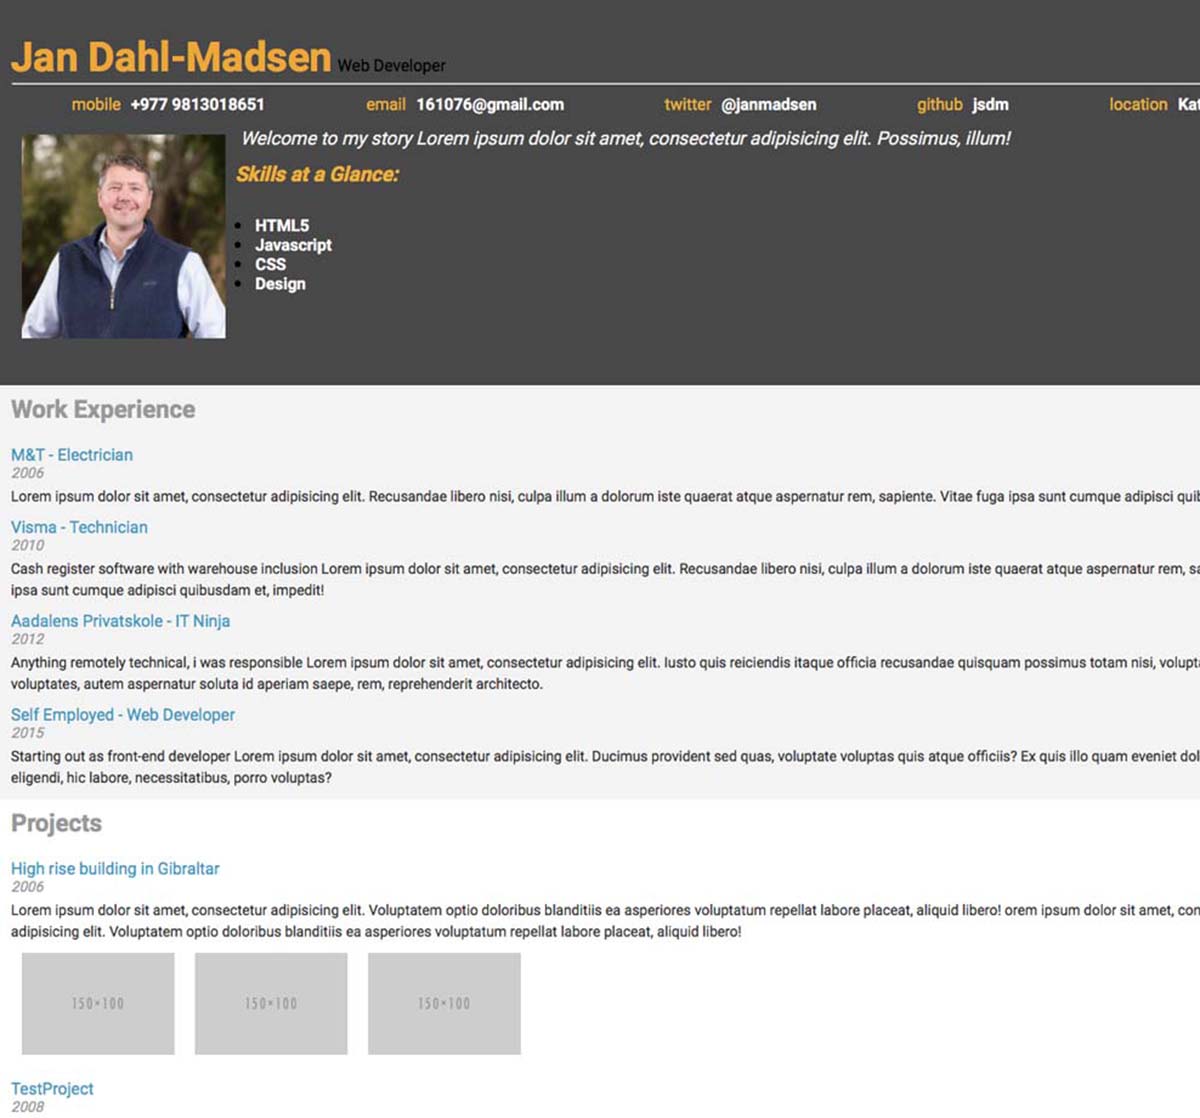 Jan Dahl-Madsen Web Developer
mobile +977 9813018651 email 161076@gmail.com twitter @janmadsen github jsdm location
Welcome to my story Lorem ipsum dolor sit amet, consectetur adipisicing elit. Possimus, illum!
Skills at a Glance:
HTML5
Javascript
CSS
Design
Work Experience
M&T - Electrician
2006
Lorem ipsum dolor sit amet, consectetur adipisicing elit. Recusandae libero nisi, culpa illum a dolorum iste quaerat atque aspernatur rem, sapiente. Vitae fuga ipsa sunt cumque adipisci
Visma - Technician
2010
Cash register software with warehouse inclusion Lorem ipsum dolor sit amet, consectetur adipisicing elit. Recusandae libero nisi, culpa illum a dolorum iste quaerat atque aspernatur rem,
ipsa sunt cumque adipisci quibusdam et, impedit!
Aadalens Privatskole - IT Ninja
2012
Anything remotely technical, i was responsible Lorem ipsum dolor sit amet, consectetur adipisicing elit. Iusto quis reiciendis itaque officia recusandae quisquam possimus totam nisi,
voluptates, autem aspernatur soluta id aperiam saepe, rem, reprehenderit architecto.
Self Employed - Web Developer
2015
Starting out as front-end developer Lorem ipsum dolor sit amet, consectetur adipisicing elit. Ducimus provident sed quas, voluptate voluptas quis atque officiis? Ex quis illo quam eveniet
eligendi, hic labore, necessitatibus, porro voluptas?
Projects
High rise building in Gibraltar
2006
Lorem ipsum dolor sit amet, consectetur adipisicing elit. Voluptatem optio doloribus blanditiis ea asperiores voluptatum repellat labore placeat, aliquid libero! orem ipsum dolor sit amet,
adipisicing elit. Voluptatem optio doloribus blanditiis ea asperiores voluptatum repellat labore placeat, aliquid libero!
150×100 150×100 150×100
TestProject
2008